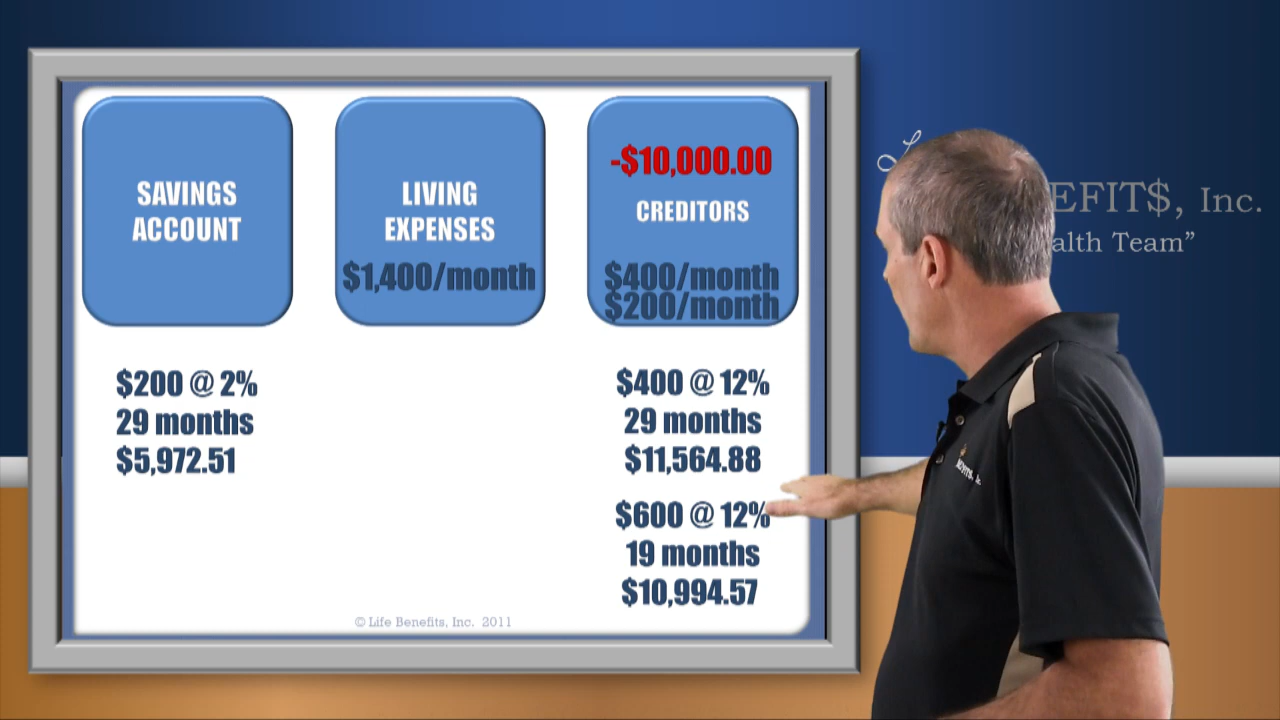 SAVINGS
ACCOUNT
$200 @ 2%
29 months
$5,972.51
LIVING
EXPENSES
$1,400/month
-$10,000.00
CREDITORS
$400/month
$200/month
$400 @ 12%
29 months
$11,564.88
$600 @ 12%
19 months
$10,994.57
© Life Benefits, Inc. 2011
EFIT$, Inc.
alth Team”